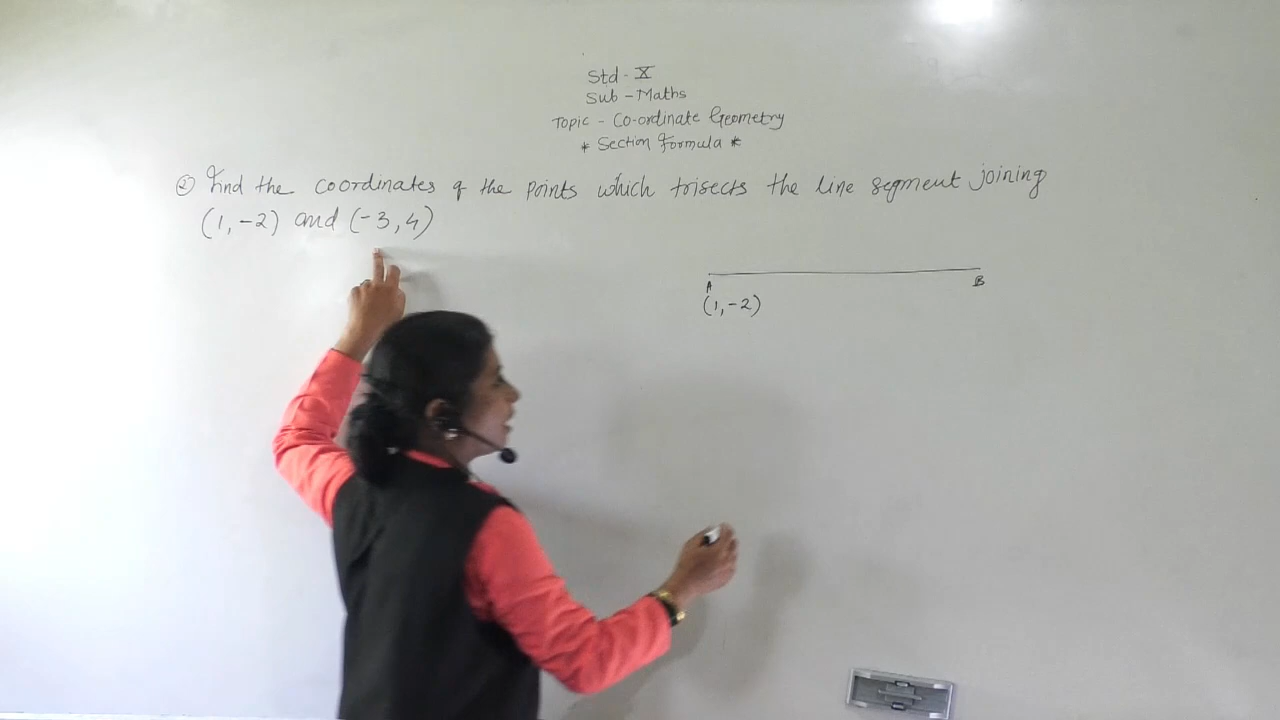 Std - X
Sub - Maths
Topic - Co-ordinate Geometry
* Section Formula *
② Find the coordinates of the points which trisects the line segment joining
(1, -2) and (-3, 4)
A B
(1, -2)